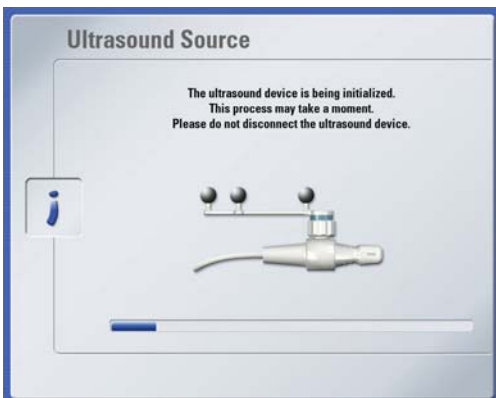 Ultrasound Source
The ultrasound device is being initialized.
This process may take a moment.
Please do not disconnect the ultrasound device.
i